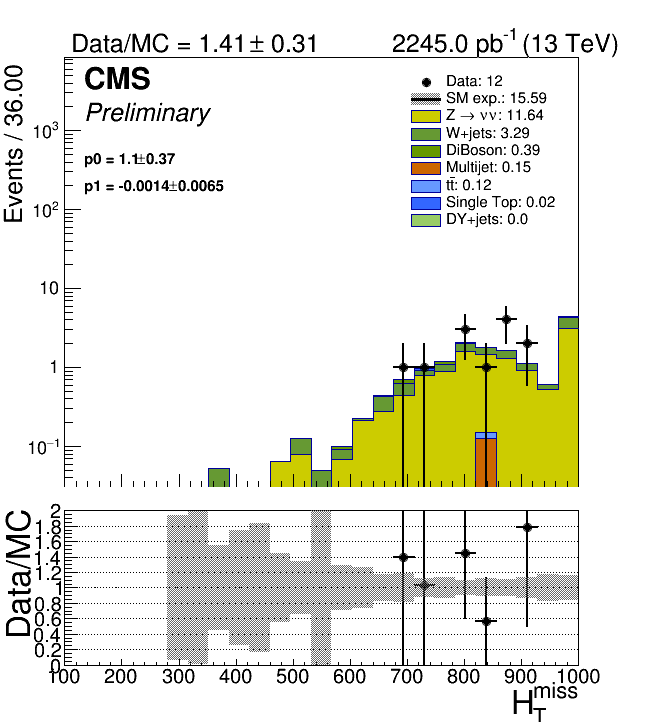 Data/MC = 1.41 ± 0.31 2245.0 pb⁻¹ (13 TeV)
CMS
Preliminary
p0 = 1.1±0.37
p1 = -0.0014±0.0065
Data: 12
SM exp.: 15.59
Z → νν: 11.64
W+jets: 3.29
DiBoson: 0.39
Multijet: 0.15
tt̄: 0.12
Single Top: 0.02
DY+jets: 0.0
Events / 36.00
10³
10²
10
1
10⁻¹
Data/MC
2
1.8
1.6
1.4
1.2
1
0.8
0.6
0.4
0.2
0
100 200 300 400 500 600 700 800 900 1000
H_T^miss